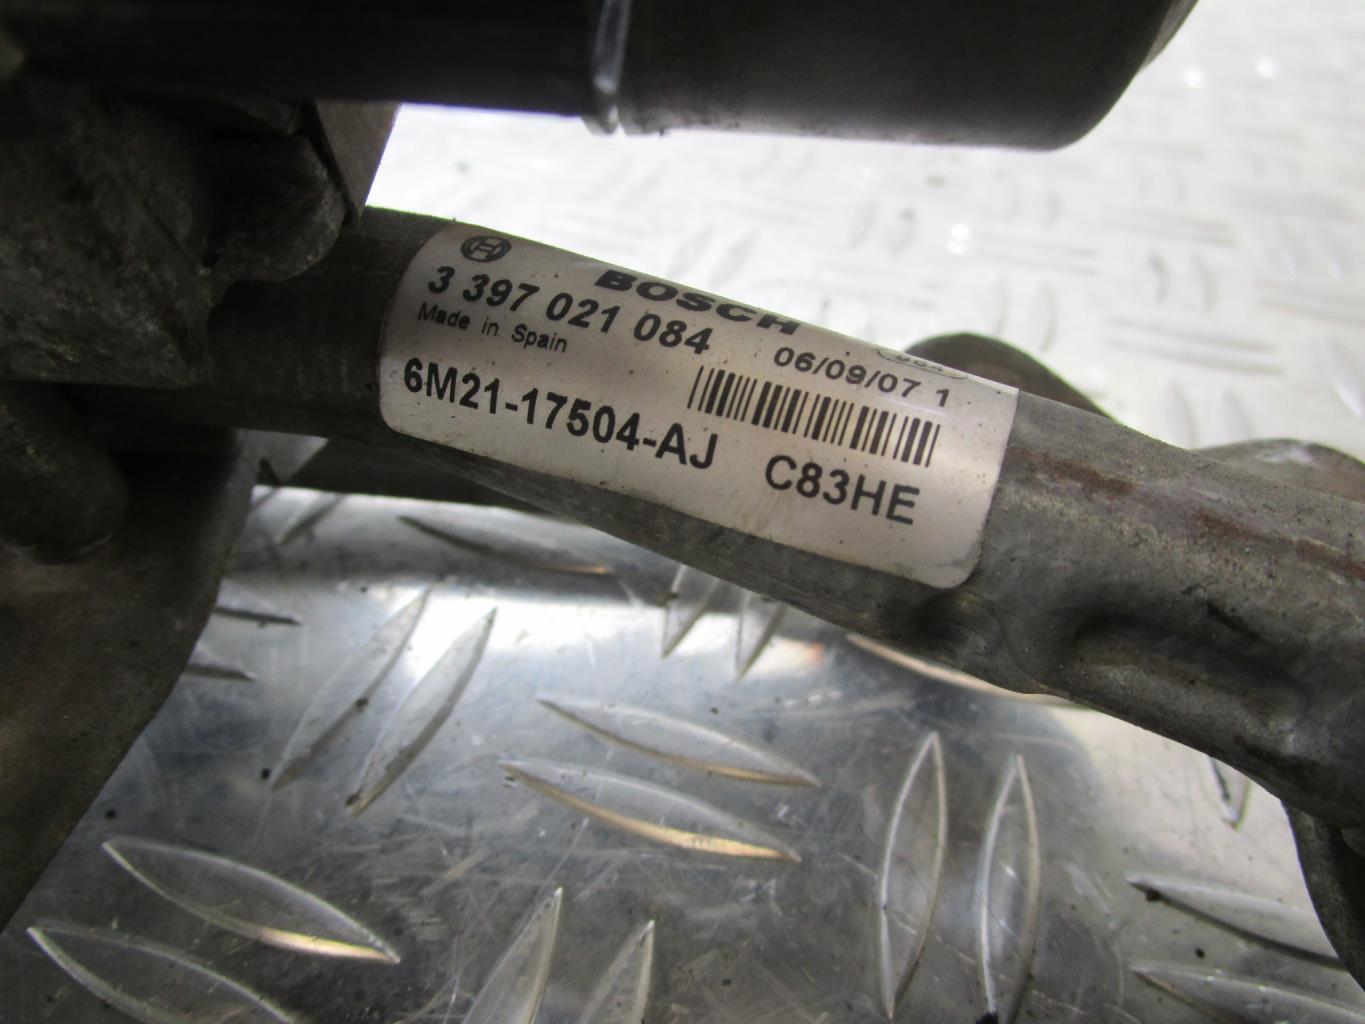 BOSCH
3 397 021 084
Made in Spain
06/09/07 1
6M21-17504-AJ
C83HE